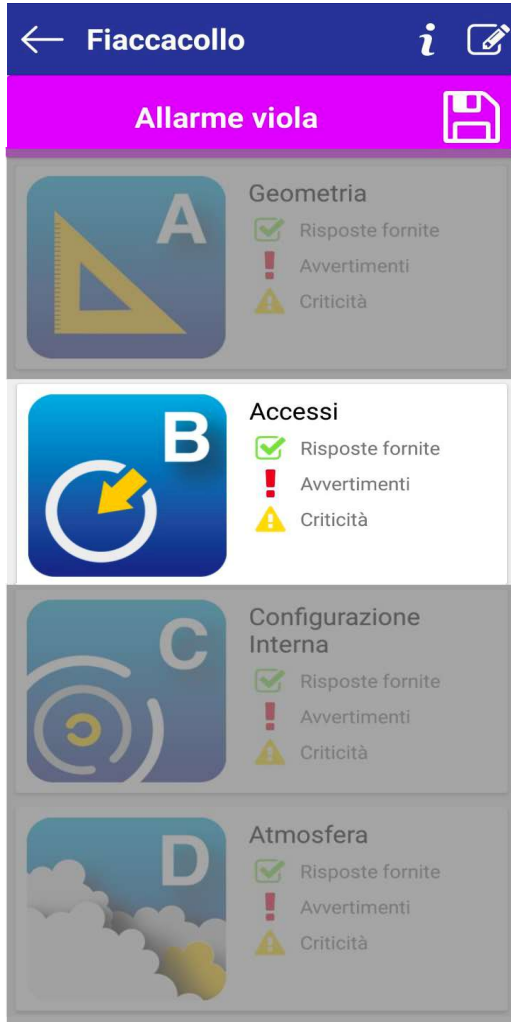 Fiaccacollo
Allarme viola
A
Geometria
Risposte fornite
Avvertimenti
Criticità
B
Accessi
Risposte fornite
Avvertimenti
Criticità
C
Configurazione
Interna
Risposte fornite
Avvertimenti
Criticità
D
Atmosfera
Risposte fornite
Avvertimenti
Criticità